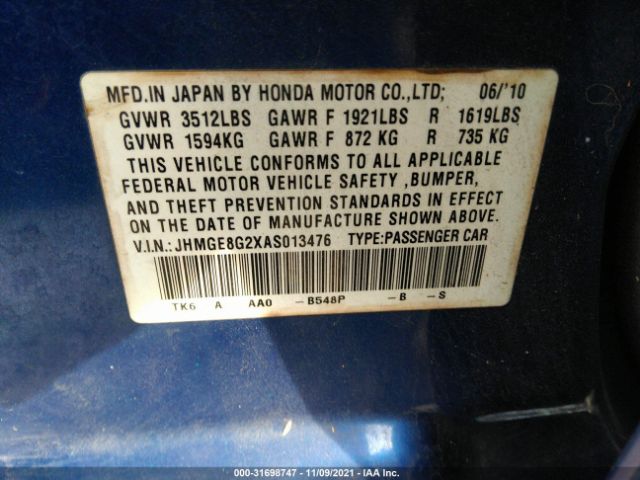 MFD.IN JAPAN BY HONDA MOTOR CO.,LTD; 06/'10
GVWR 3512LBS GAWR F 1921LBS R 1619LBS
GVWR 1594KG GAWR F 872 KG R 735 KG
THIS VEHICLE CONFORMS TO ALL APPLICABLE
FEDERAL MOTOR VEHICLE SAFETY ,BUMPER,
AND THEFT PREVENTION STANDARDS IN EFFECT
ON THE DATE OF MANUFACTURE SHOWN ABOVE.
V.I.N.:JHMGE8G2XAS013476 TYPE:PASSENGER CAR
TK6 A AA0 -B548P -B -S
000-31698747 - 11/09/2021 - IAA Inc.